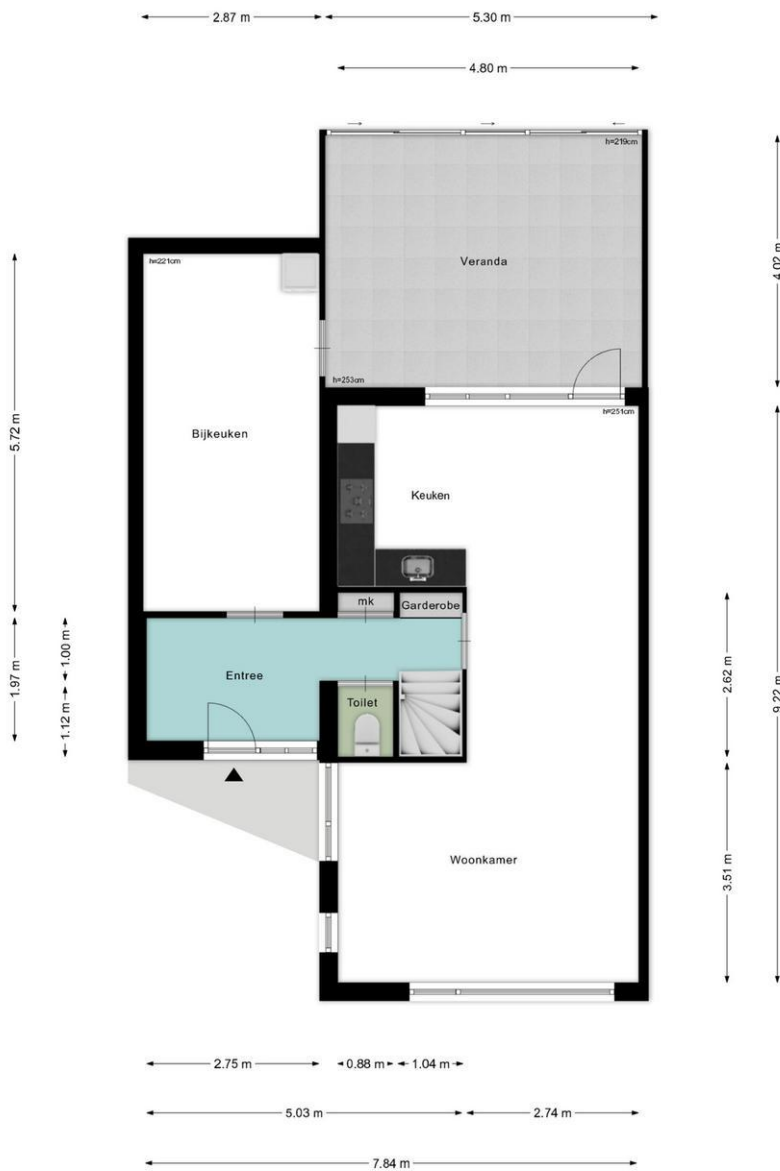 2.87 m
5.30 m
4.80 m
h=219cm
4.02 m
h=221cm
Veranda
h=253cm
h=251cm
5.72 m
Bijkeuken
Keuken
mk
Garderobe
1.97 m
1.00 m
1.12 m
Entree
Toilet
2.62 m
9.22 m
Woonkamer
3.51 m
2.75 m
0.88 m
1.04 m
5.03 m
2.74 m
7.84 m